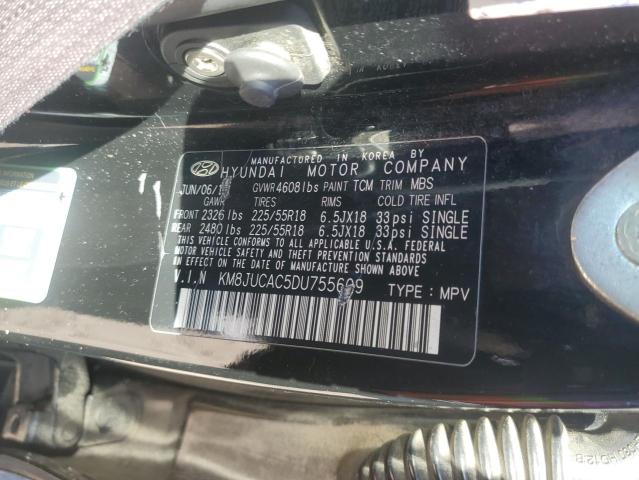 MANUFACTURED IN KOREA BY
HYUNDAI MOTOR COMPANY
JUN/06/1 GVWR 4608 lbs PAINT TCM TRIM MBS
GAWR TIRES RIMS COLD TIRE INFL
FRONT 2326 lbs 225/55R18 6.5JX18 33psi SINGLE
REAR 2480 lbs 225/55R18 6.5JX18 33psi SINGLE
THIS VEHICLE CONFORMS TO ALL APPLICABLE U.S.A. FEDERAL
MOTOR VEHICLE SAFETY AND THEFT PREVENTION STANDARDS
IN EFFECT ON THE DATE OF MANUFACTURE SHOWN ABOVE.
V.I.N KM8JUCAC5DU755609 TYPE : MPV